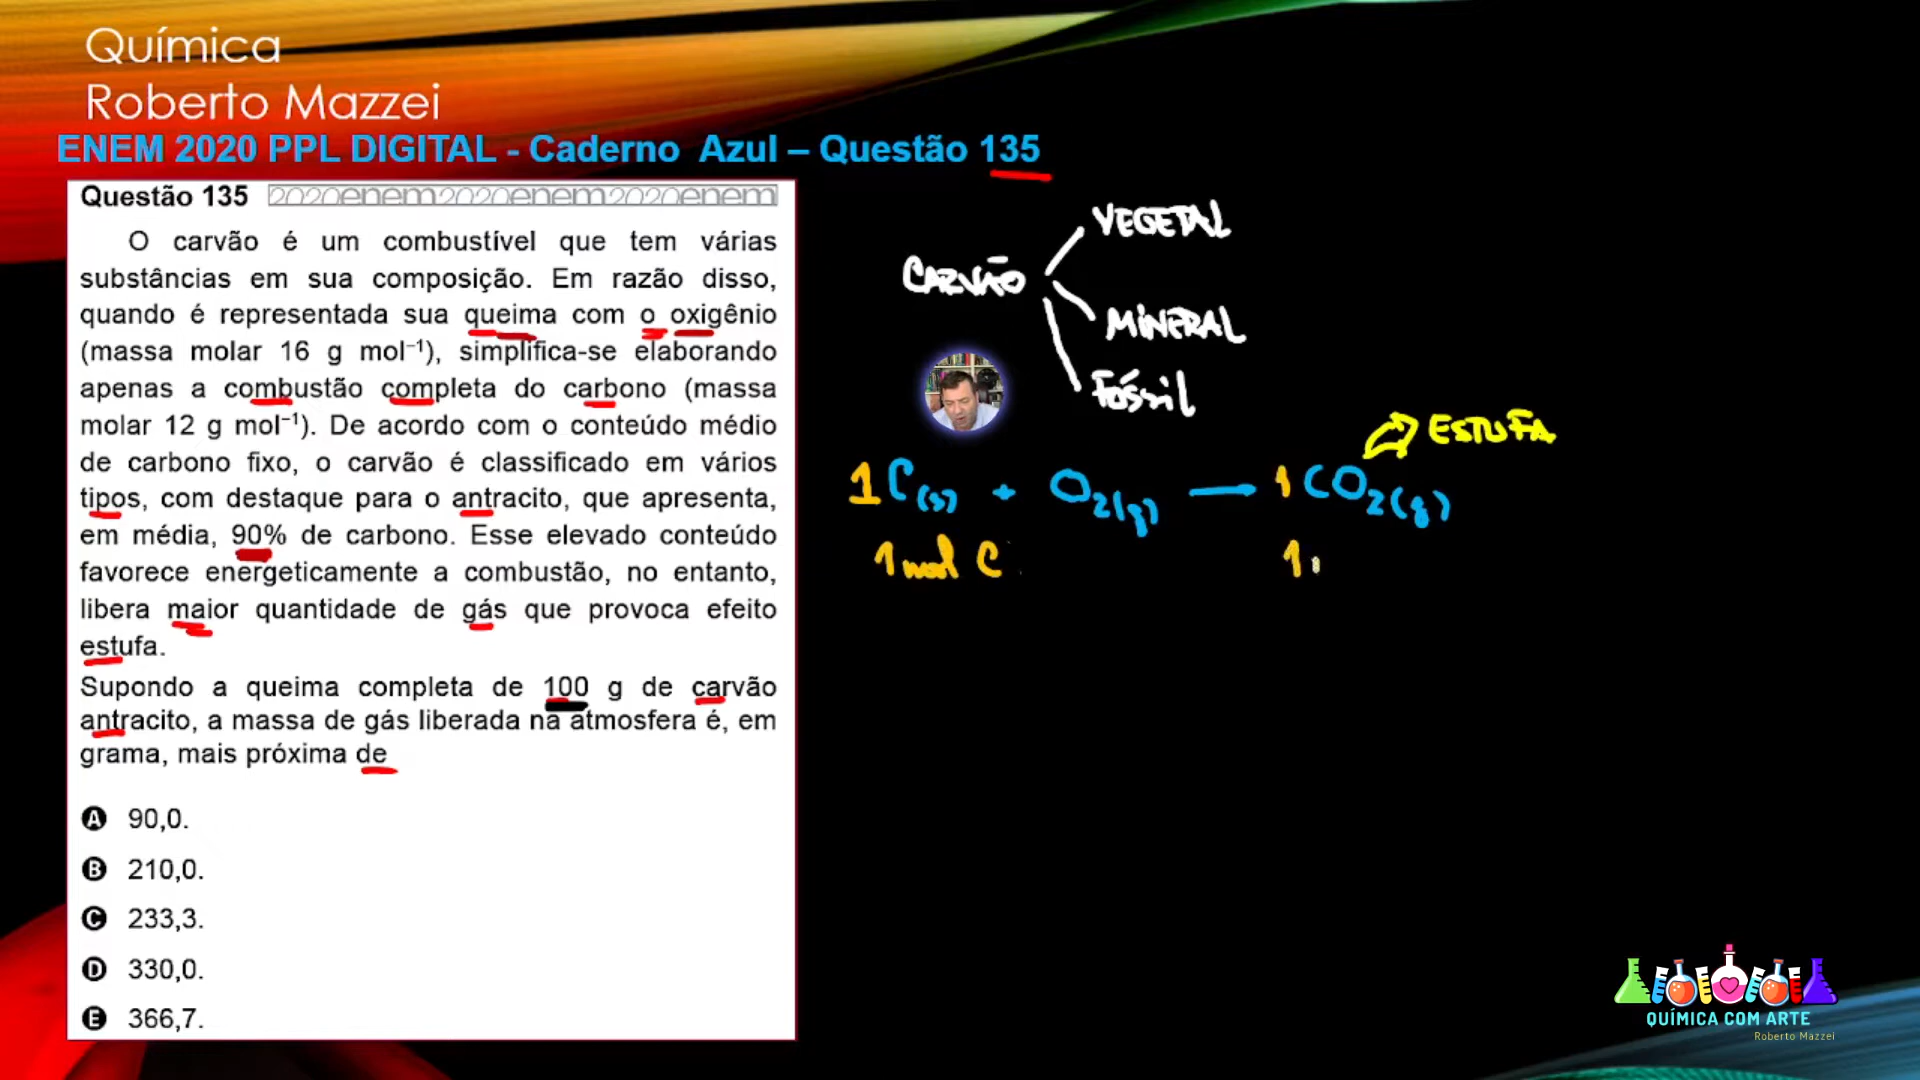 Química
Roberto Mazzei
ENEM 2020 PPL DIGITAL - Caderno Azul – Questão 135
Questão 135 2020enem2020enem2020enem
O carvão é um combustível que tem várias
substâncias em sua composição. Em razão disso,
quando é representada sua queima com o oxigênio
(massa molar 16 g mol⁻¹), simplifica-se elaborando
apenas a combustão completa do carbono (massa
molar 12 g mol⁻¹). De acordo com o conteúdo médio
de carbono fixo, o carvão é classificado em vários
tipos, com destaque para o antracito, que apresenta,
em média, 90% de carbono. Esse elevado conteúdo
favorece energeticamente a combustão, no entanto,
libera maior quantidade de gás que provoca efeito
estufa.
Supondo a queima completa de 100 g de carvão
antracito, a massa de gás liberada na atmosfera é, em
grama, mais próxima de
A 90,0.
B 210,0.
C 233,3.
D 330,0.
E 366,7.
VEGETAL
CARVÃO
MINERAL
FÓSSIL
ESTUFA
1C(s) + O₂(g) — 1CO₂(g)
1 mol C 1
QUÍMICA COM ARTE
Roberto Mazzei